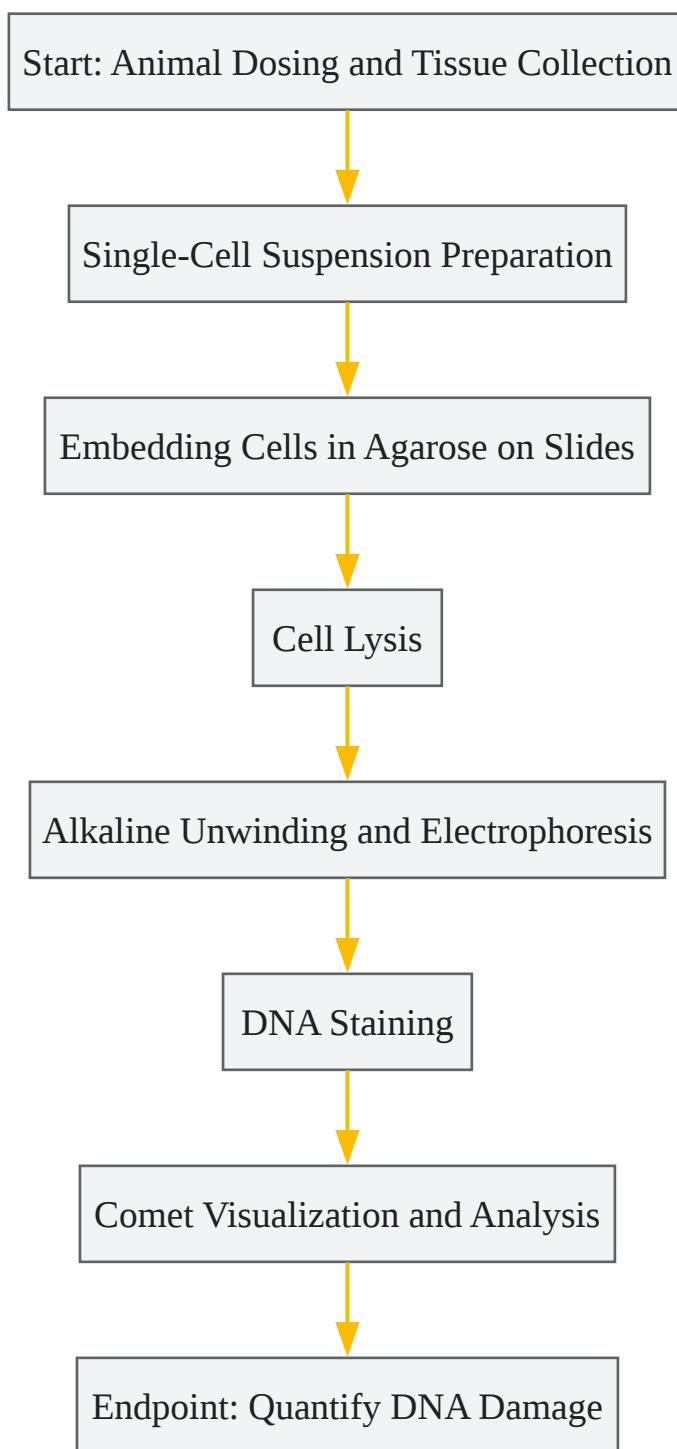 Start: Animal Dosing and Tissue Collection
Single-Cell Suspension Preparation
Embedding Cells in Agarose on Slides
Cell Lysis
Alkaline Unwinding and Electrophoresis
DNA Staining
Comet Visualization and Analysis
Endpoint: Quantify DNA Damage